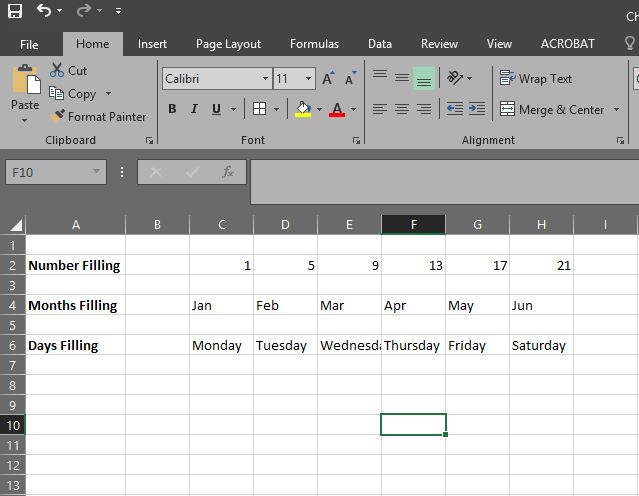 Ch
File Home Insert Page Layout Formulas Data Review View ACROBAT
Paste
Cut
Copy
Format Painter
Clipboard
Calibri 11 A A
B I U A
Font
ab
Wrap Text
Merge & Center
Alignment
F10 fx
A B C D E F G H I
1
2 Number Filling 1 5 9 13 17 21
3
4 Months Filling Jan Feb Mar Apr May Jun
5
6 Days Filling Monday Tuesday Wednesda Thursday Friday Saturday
7
8
9
10
11
12
13